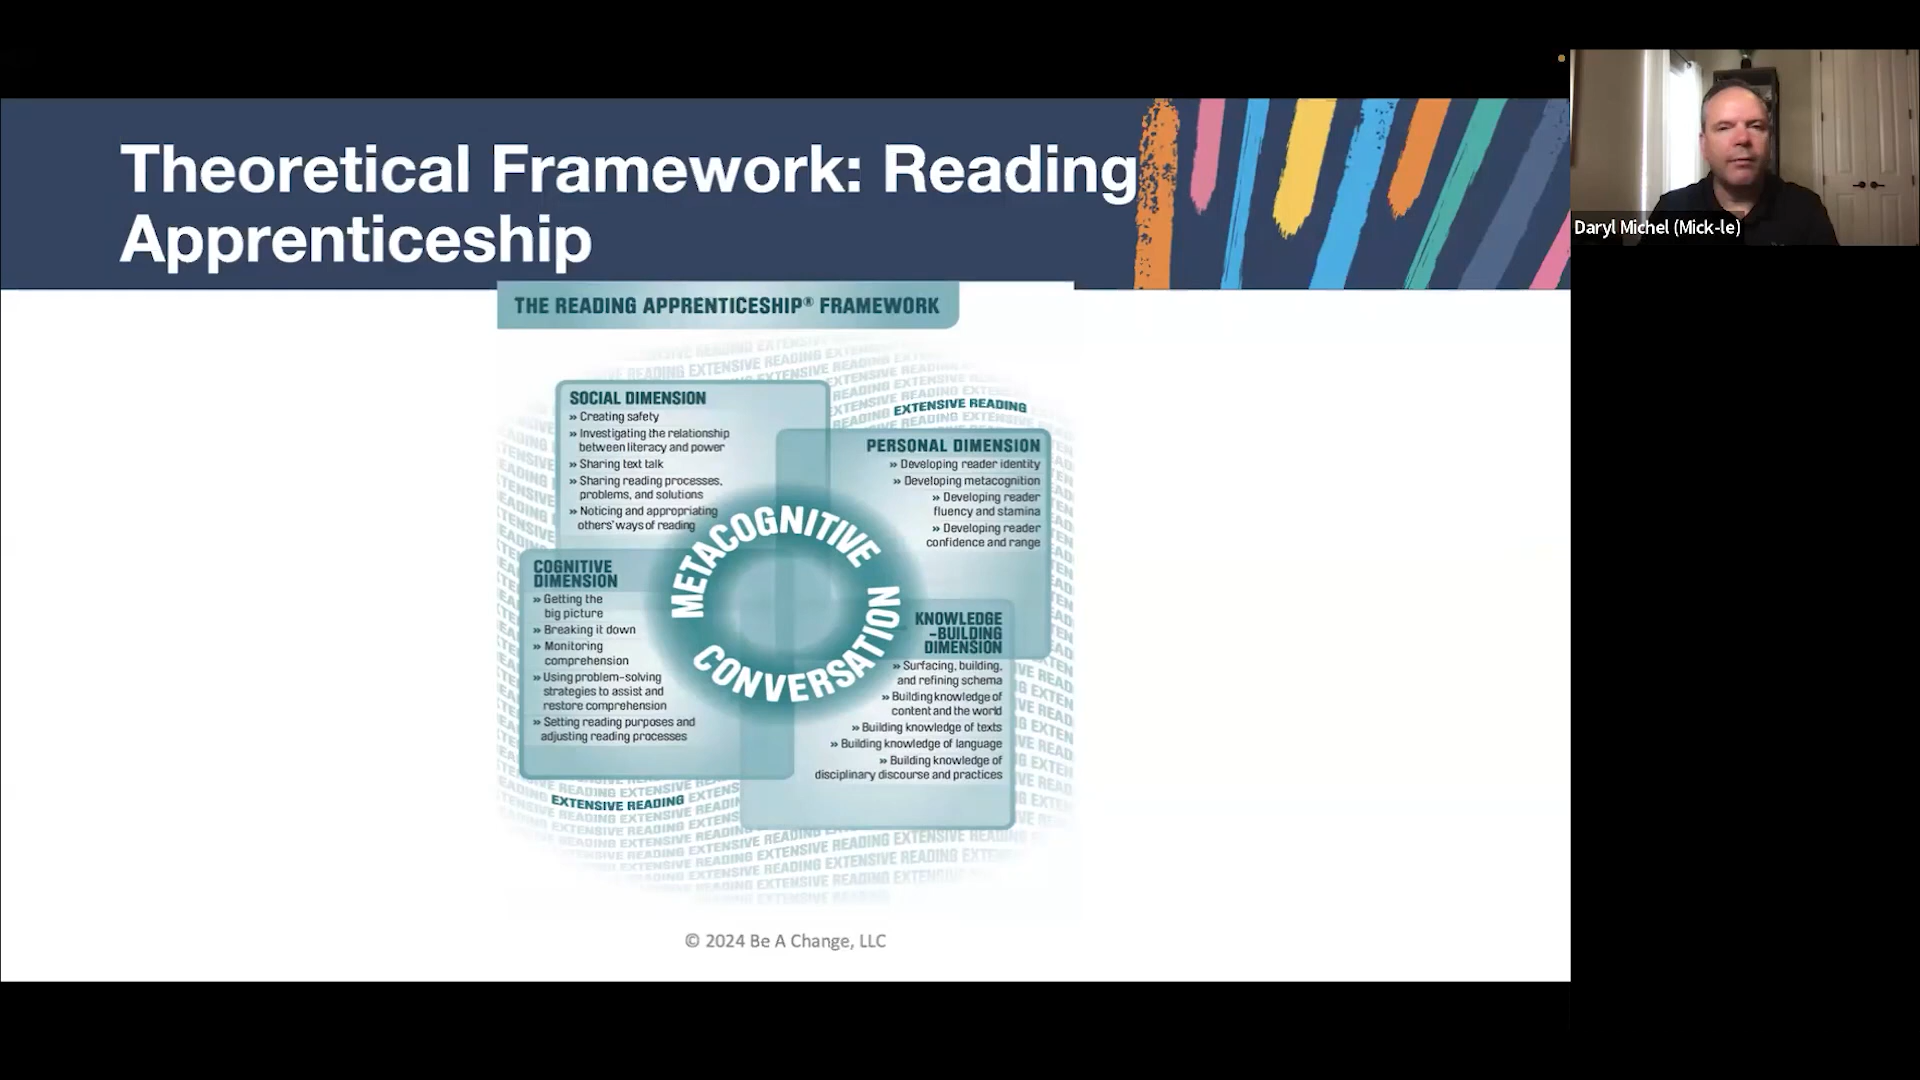 Theoretical Framework: Reading
Apprenticeship
Daryl Michel (Mick-le)
THE READING APPRENTICESHIP® FRAMEWORK
SOCIAL DIMENSION
» Creating safety
» Investigating the relationship
between literacy and power
» Sharing text talk
» Sharing reading processes,
problems, and solutions
» Noticing and appropriating
others' ways of reading
EXTENSIVE READING
PERSONAL DIMENSION
» Developing reader identity
» Developing metacognition
» Developing reader
fluency and stamina
» Developing reader
confidence and range
METACOGNITIVE
CONVERSATION
COGNITIVE
DIMENSION
» Getting the
big picture
» Breaking it down
» Monitoring
comprehension
» Using problem-solving
strategies to assist and
restore comprehension
» Setting reading purposes and
adjusting reading processes
KNOWLEDGE
-BUILDING
DIMENSION
» Surfacing, building,
and refining schema
» Building knowledge of
content and the world
» Building knowledge of texts
» Building knowledge of language
» Building knowledge of
disciplinary discourse and practices
EXTENSIVE READING
© 2024 Be A Change, LLC